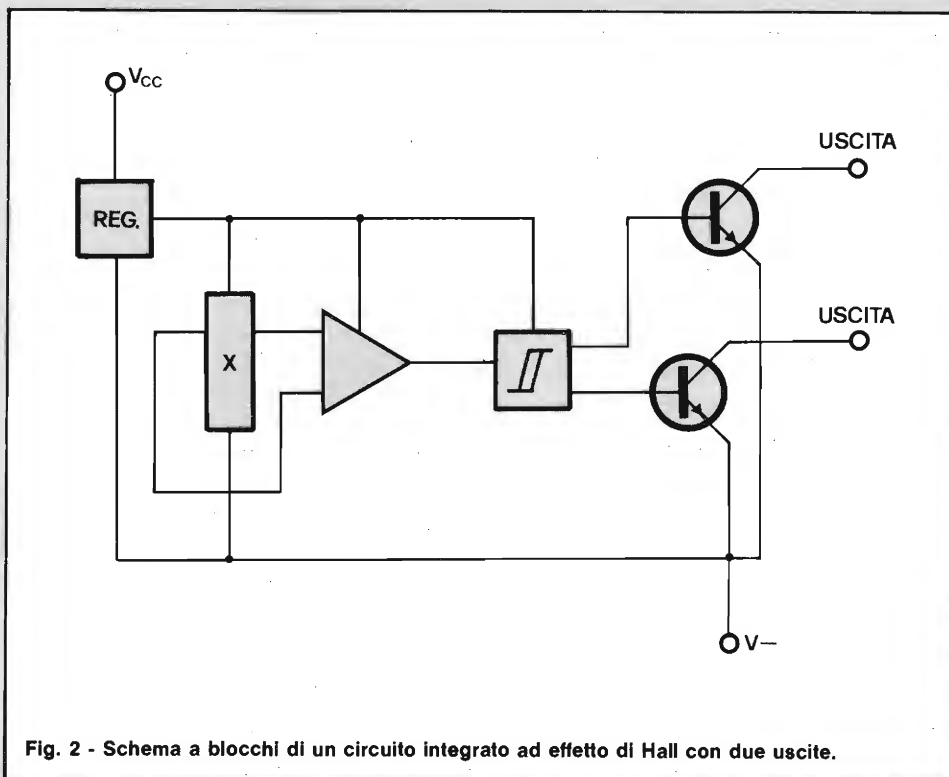 VCC
USCITA
REG.
USCITA
X
V—
Fig. 2 - Schema a blocchi di un circuito integrato ad effetto di Hall con due uscite.